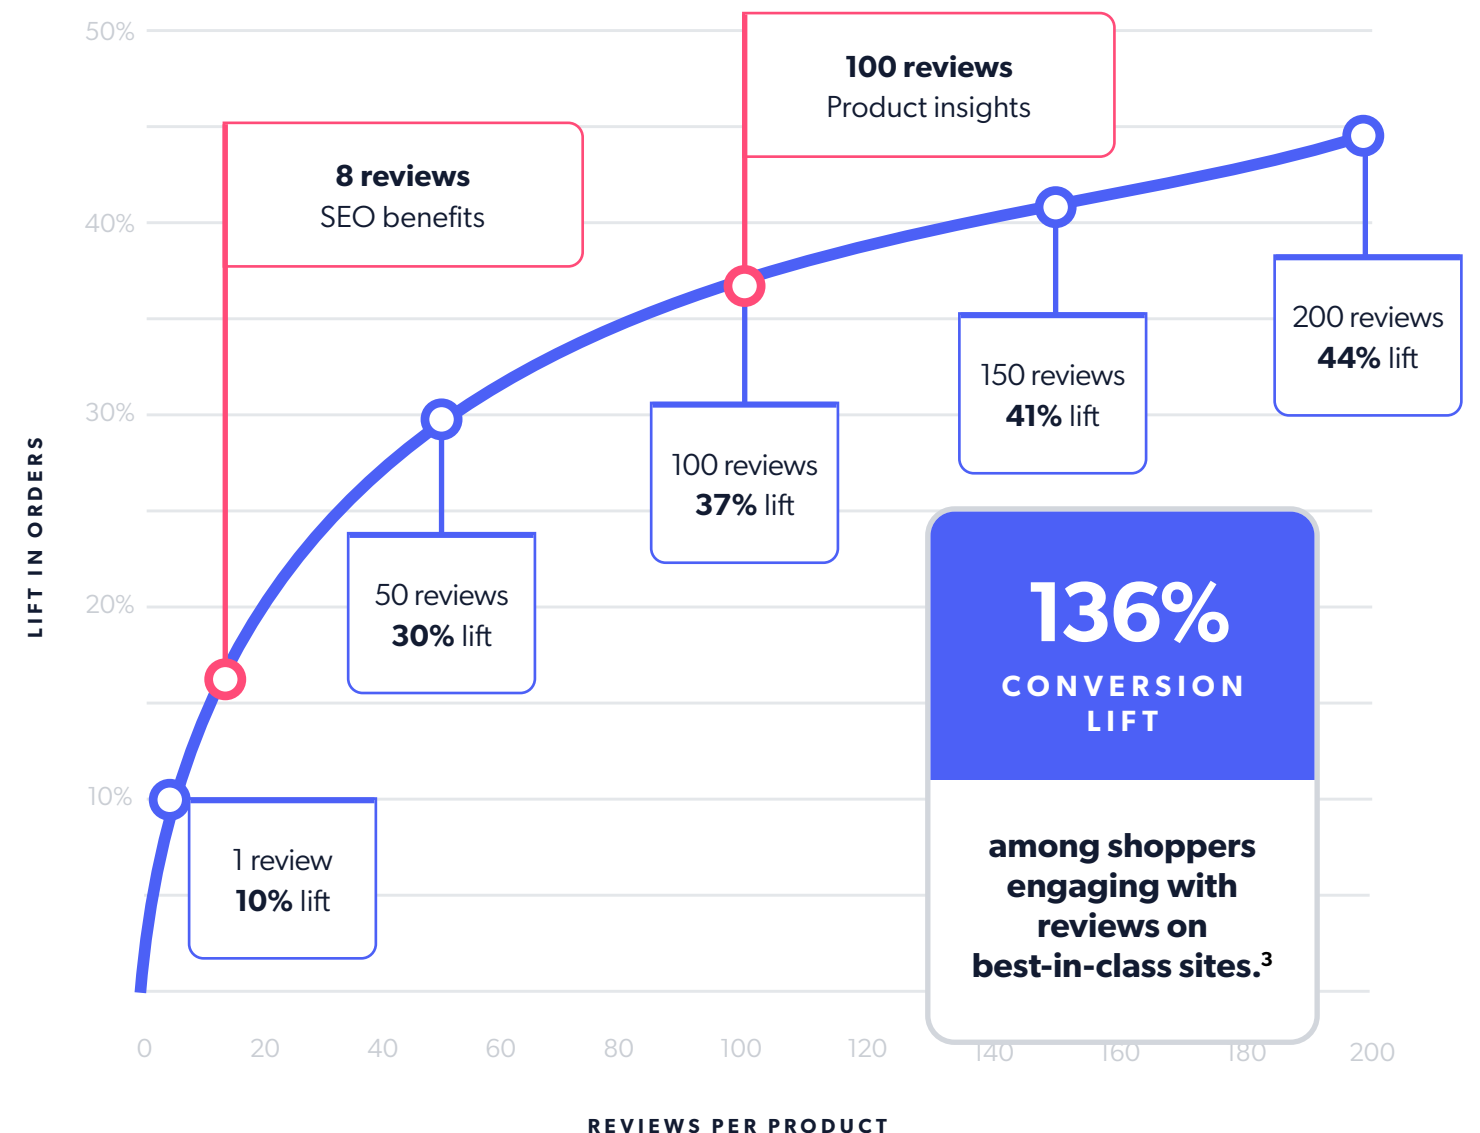 50%
40%
30%
20%
10%
LIFT IN ORDERS
8 reviews
SEO benefits
100 reviews
Product insights
1 review
10% lift
50 reviews
30% lift
100 reviews
37% lift
150 reviews
41% lift
200 reviews
44% lift
136%
CONVERSION
LIFT
among shoppers
engaging with
reviews on
best-in-class sites.³
0 20 40 60 80 100 120 140 160 180 200
REVIEWS PER PRODUCT